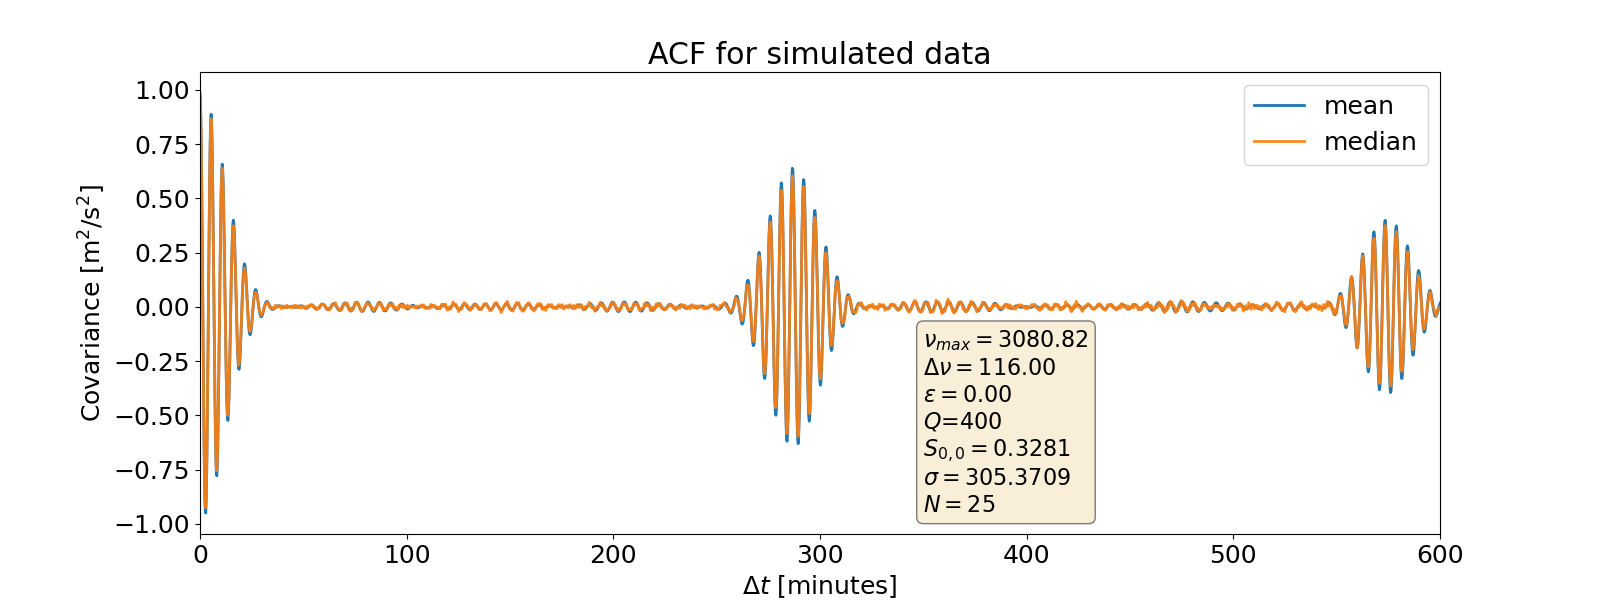 ACF for simulated data
mean
median
Covariance [m²/s²]
1.00
0.75
0.50
0.25
0.00
−0.25
−0.50
−0.75
−1.00
ν_max = 3080.82
Δν = 116.00
ε = 0.00
Q=400
S_0,0 = 0.3281
σ = 305.3709
N = 25
0 100 200 300 400 500 600
Δt [minutes]